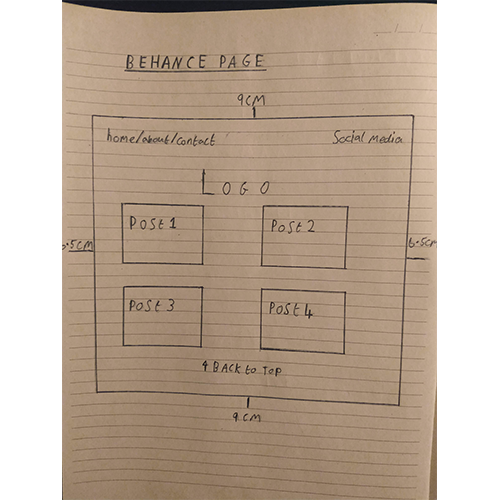 BEHANCE PAGE
9CM
home/about/contact
Social media
LOGO
Post 1
Post 2
6.5CM
Post 3
Post 4
↑ BACK to Top
9CM